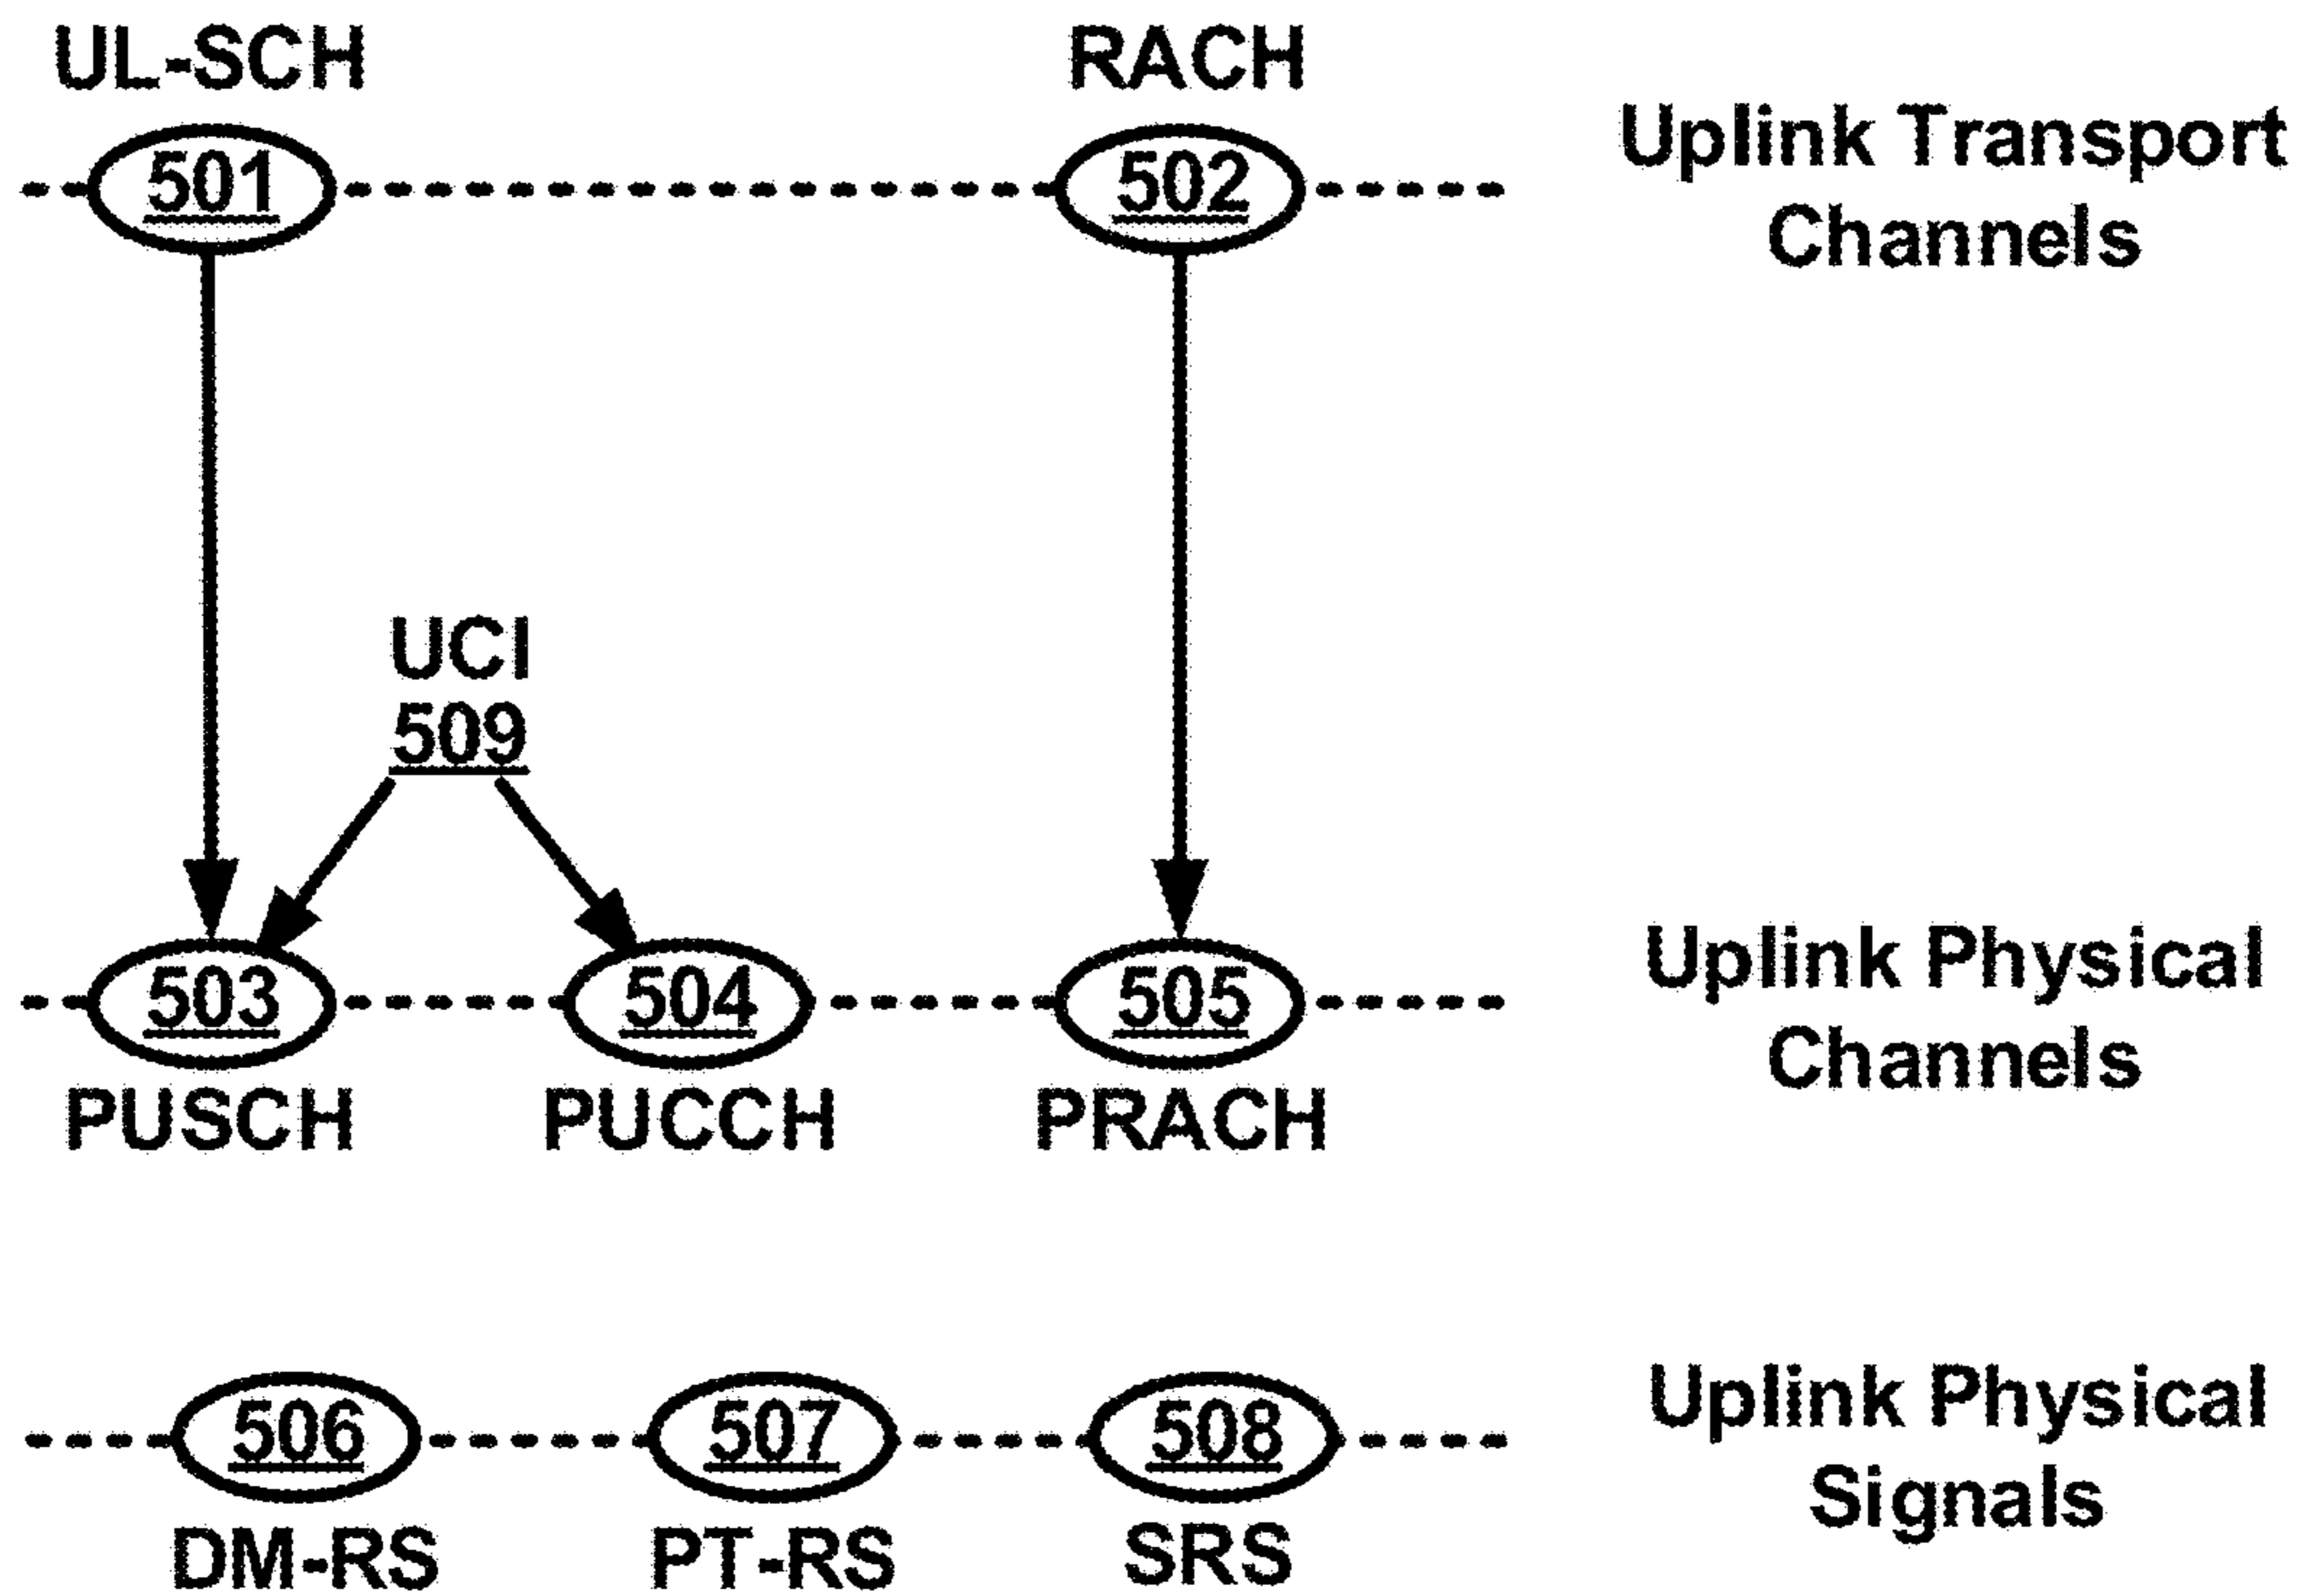 UL-SCH
RACH
501
502
Uplink Transport
Channels
UCI
509
503
504
505
Uplink Physical
Channels
PUSCH
PUCCH
PRACH
506
507
508
Uplink Physical
Signals
DM-RS
PT-RS
SRS